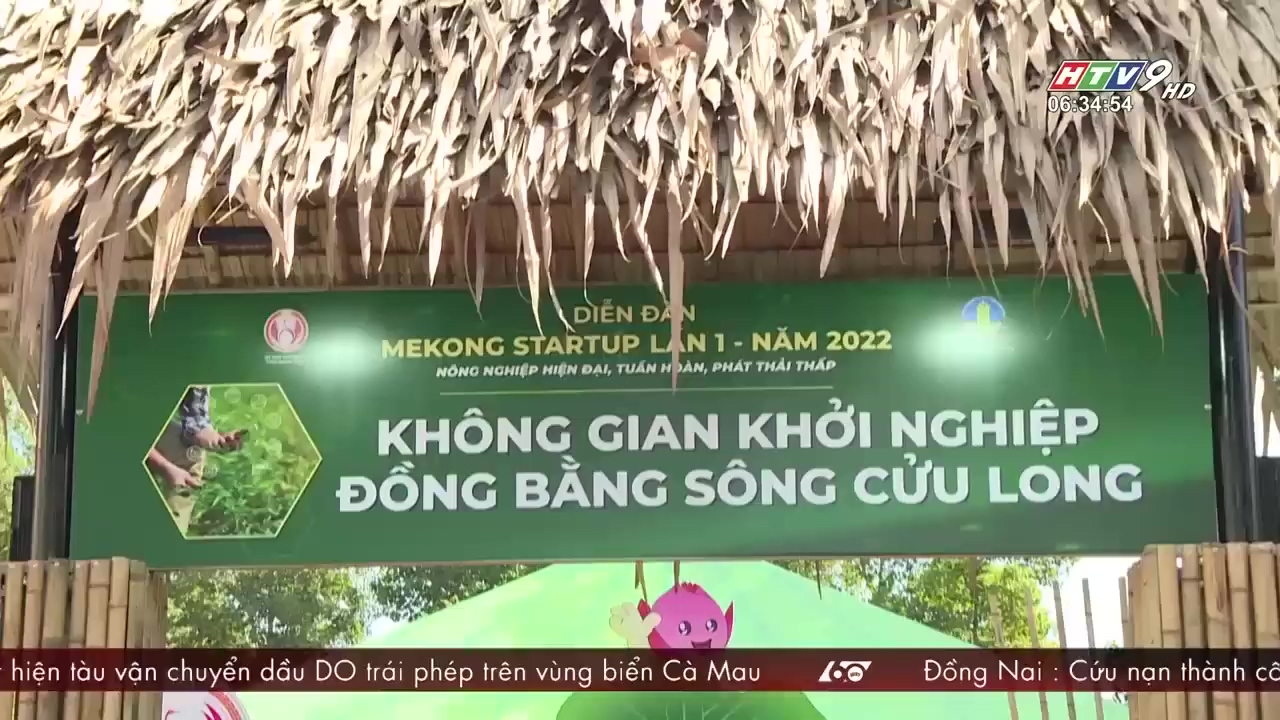 HTV9 HD
06:34:54
DIỄN ĐÀN
MEKONG STARTUP LẦN 1 - NĂM 2022
NÔNG NGHIỆP HIỆN ĐẠI, TUẦN HOÀN, PHÁT THẢI THẤP
KHÔNG GIAN KHỞI NGHIỆP
ĐỒNG BẰNG SÔNG CỬU LONG
hiện tàu vận chuyển dầu DO trái phép trên vùng biển Cà Mau
60 giây
Đồng Nai : Cứu nạn thành cô